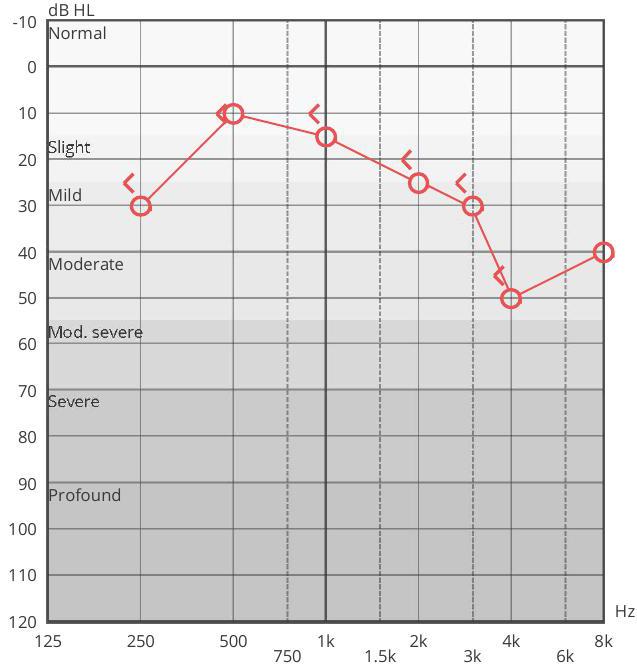 dB HL
-10
Normal
0
10
Slight
20
Mild
30
40
Moderate
50
Mod. severe
60
70
Severe
80
90
Profound
100
110
120
Hz
125 250 500 1k 2k 4k 8k
750 1.5k 3k 6k